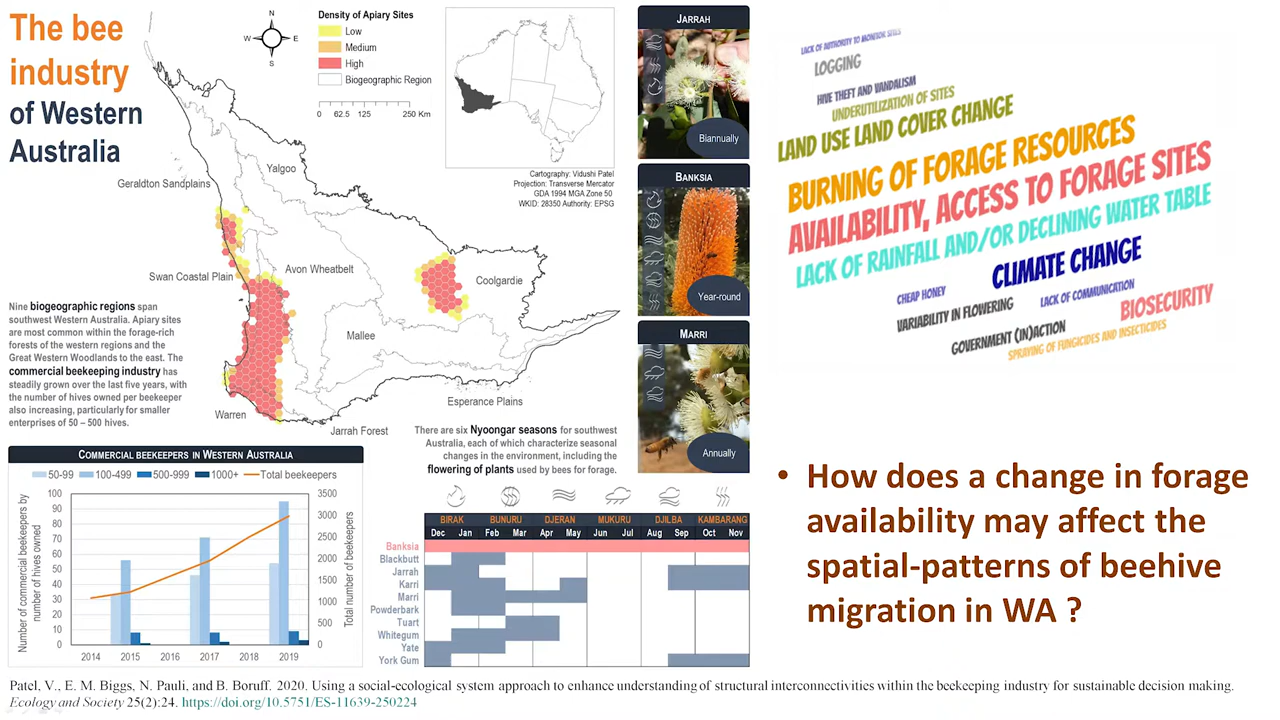 The bee
industry
of Western
Australia
N
W
E
S
Density of Apiary Sites
Low
Medium
High
Biogeographic Region
0 62.5 125 250 Km
Cartography: Vidushi Patel
Projection: Transverse Mercator
GDA 1994 MGA Zone 50
WKID: 28350 Authority: EPSG
Yalgoo
Geraldton Sandplains
Swan Coastal Plain
Avon Wheatbelt
Coolgardie
Mallee
Esperance Plains
Warren
Jarrah Forest
Nine biogeographic regions span
southwest Western Australia. Apiary sites
are most common within the forage-rich
forests of the western regions and the
Great Western Woodlands to the east. The
commercial beekeeping industry has
steadily grown over the last five years, with
the number of hives owned per beekeeper
also increasing, particularly for smaller
enterprises of 50 – 500 hives.
There are six Nyoongar seasons for southwest
Australia, each of which characterize seasonal
changes in the environment, including the
flowering of plants used by bees for forage.
JARRAH
Biannually
BANKSIA
Year-round
MARRI
Annually
COMMERCIAL BEEKEEPERS IN WESTERN AUSTRALIA
50-99 100-499 500-999 1000+ Total beekeepers
Number of commercial beekeepers by
number of hives owned
100
90
80
70
60
50
40
30
20
10
0
3500
3000
2500
2000
1500
1000
500
0
Total number of beekeepers
2014 2015 2016 2017 2018 2019
BIRAK BUNURU DJERAN MUKURU DJILBA KAMBARANG
Dec Jan Feb Mar Apr May Jun Jul Aug Sep Oct Nov
Banksia
Blackbutt
Jarrah
Karri
Marri
Powderbark
Tuart
Whitegum
Yate
York Gum
LACK OF AUTHORITY TO MONITOR SITES
LOGGING
HIVE THEFT AND VANDALISM
UNDERUTILIZATION OF SITES
LAND USE LAND COVER CHANGE
BURNING OF FORAGE RESOURCES
AVAILABILITY, ACCESS TO FORAGE SITES
LACK OF RAINFALL AND/OR DECLINING WATER TABLE
CLIMATE CHANGE
CHEAP HONEY
LACK OF COMMUNICATION
VARIABILITY IN FLOWERING
BIOSECURITY
GOVERNMENT (IN)ACTION
SPRAYING OF FUNGICIDES AND INSECTICIDES
• How does a change in forage
availability may affect the
spatial-patterns of beehive
migration in WA ?
Patel, V., E. M. Biggs, N. Pauli, and B. Boruff. 2020. Using a social-ecological system approach to enhance understanding of structural interconnectivities within the beekeeping industry for sustainable decision making.
Ecology and Society 25(2):24. https://doi.org/10.5751/ES-11639-250224